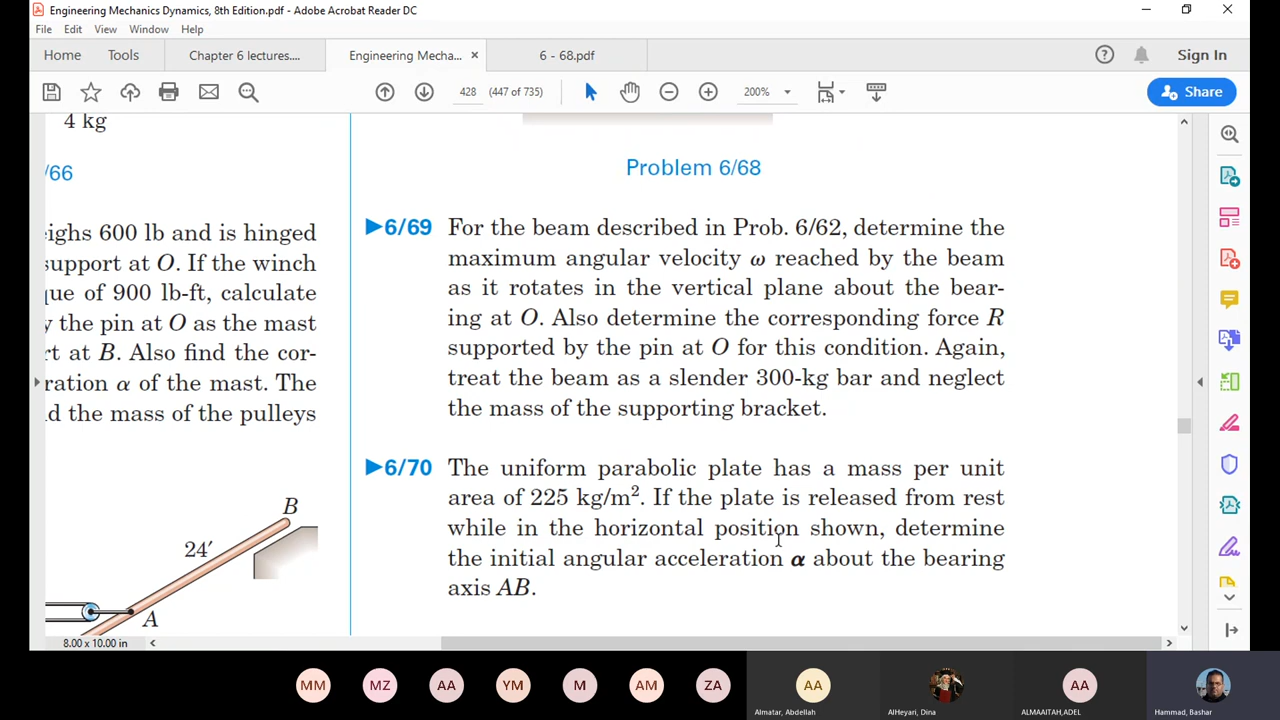 Engineering Mechanics Dynamics, 8th Edition.pdf - Adobe Acrobat Reader DC
File Edit View Window Help
Home Tools Chapter 6 lectures.... Engineering Mecha... × 6 - 68.pdf Sign In
428 (447 of 735) 200% Share
4 kg
/66
eighs 600 lb and is hinged
support at O. If the winch
que of 900 lb-ft, calculate
y the pin at O as the mast
rt at B. Also find the cor-
ration α of the mast. The
d the mass of the pulleys
B
24′
A
Problem 6/68
▶6/69 For the beam described in Prob. 6/62, determine the
maximum angular velocity ω reached by the beam
as it rotates in the vertical plane about the bear-
ing at O. Also determine the corresponding force R
supported by the pin at O for this condition. Again,
treat the beam as a slender 300-kg bar and neglect
the mass of the supporting bracket.
▶6/70 The uniform parabolic plate has a mass per unit
area of 225 kg/m². If the plate is released from rest
while in the horizontal position shown, determine
the initial angular acceleration α about the bearing
axis AB.
8.00 x 10.00 in
MM MZ AA YM M AM ZA AA AA
Almatar, Abdellah AlHeyari, Dina ALMAAITAH,ADEL Hammad, Bashar